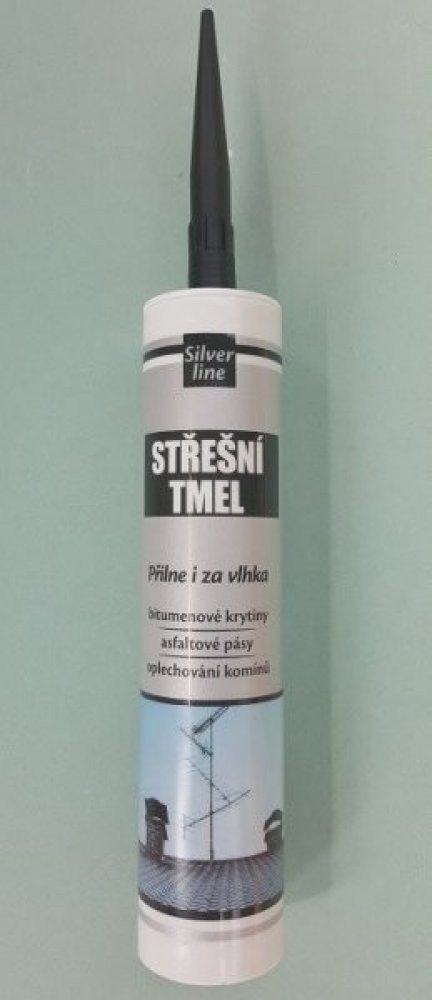 Silver
line
STŘEŠNÍ
TMEL
Přilne i za vlhka
bitumenové krytiny
asfaltové pásy
oplechování komínů